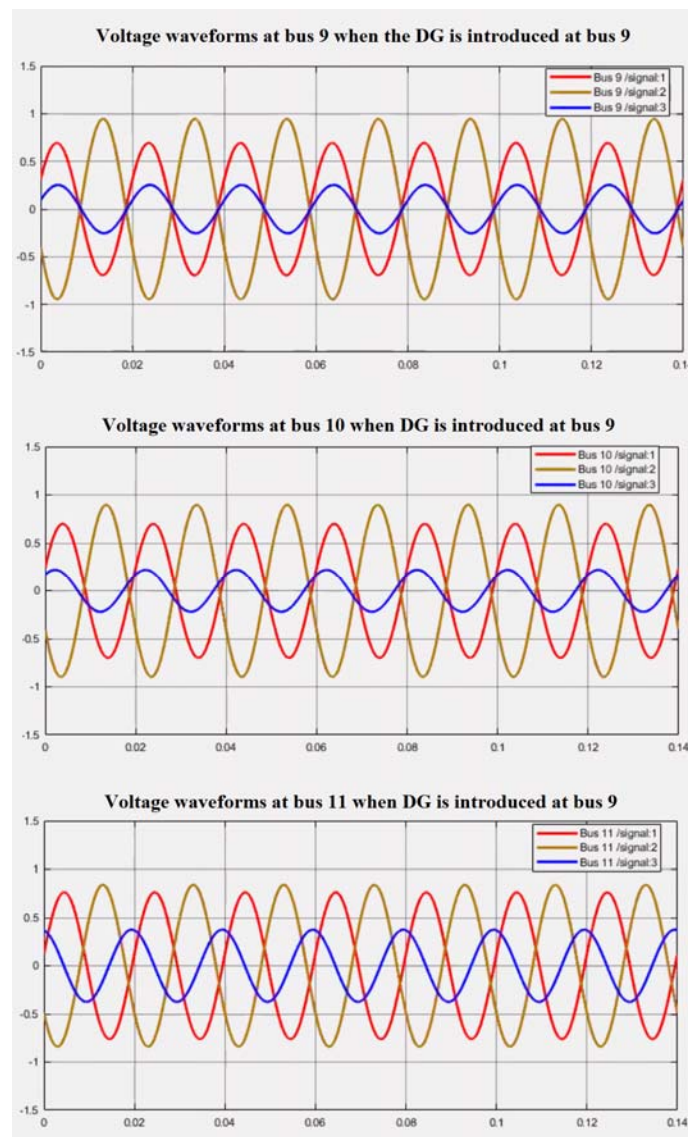 Voltage waveforms at bus 9 when the DG is introduced at bus 9
1.5
Bus 9 /signal:1
Bus 9 /signal:2
Bus 9 /signal:3
1
0.5
0
-0.5
-1
-1.5
0 0.02 0.04 0.06 0.08 0.1 0.12 0.14
Voltage waveforms at bus 10 when DG is introduced at bus 9
1.5
Bus 10 /signal:1
Bus 10 /signal:2
Bus 10 /signal:3
1
0.5
0
-0.5
-1
-1.5
0 0.02 0.04 0.06 0.08 0.1 0.12 0.14
Voltage waveforms at bus 11 when DG is introduced at bus 9
1.5
Bus 11 /signal:1
Bus 11 /signal:2
Bus 11 /signal:3
1
0.5
0
-0.5
-1
-1.5
0 0.02 0.04 0.06 0.08 0.1 0.12 0.14